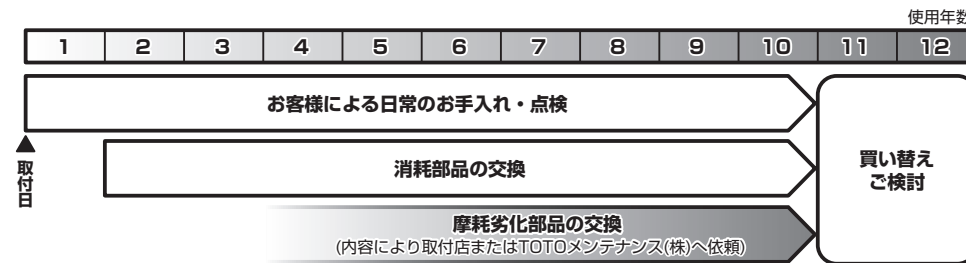 使用年数
1 2 3 4 5 6 7 8 9 10 11 12
お客様による日常のお手入れ・点検
取付日
消耗部品の交換
買い替え
ご検討
摩耗劣化部品の交換
(内容により取付店またはTOTOメンテナンス(株)へ依頼)